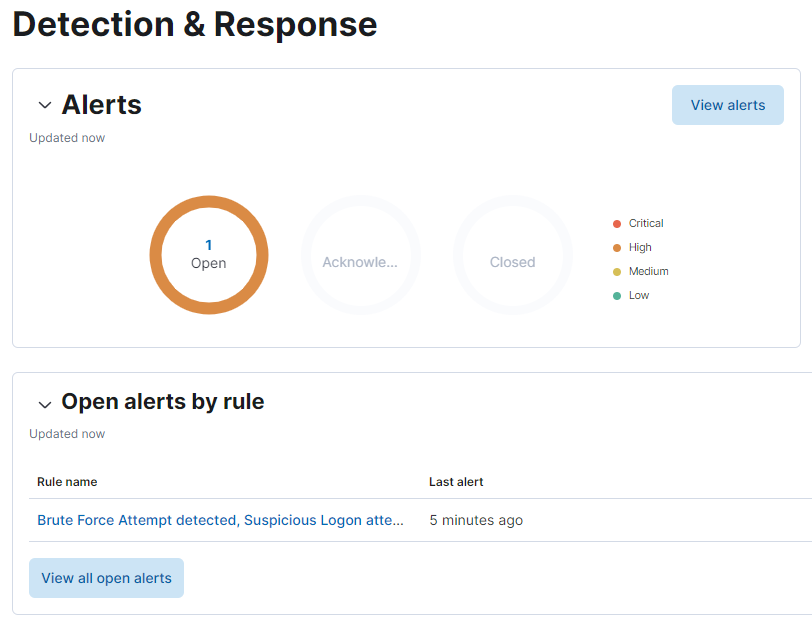 Detection & Response
Alerts
View alerts
Updated now
1
Open
Acknowle...
Closed
Critical
High
Medium
Low
Open alerts by rule
Updated now
Rule name Last alert
Brute Force Attempt detected, Suspicious Logon atte... 5 minutes ago
View all open alerts